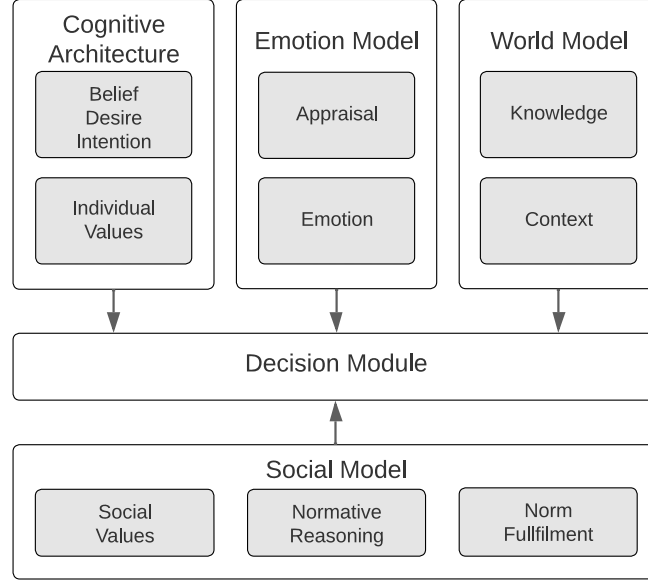 Cognitive
Architecture
Belief
Desire
Intention
Individual
Values
Emotion Model
Appraisal
Emotion
World Model
Knowledge
Context
Decision Module
Social Model
Social
Values
Normative
Reasoning
Norm
Fullfilment